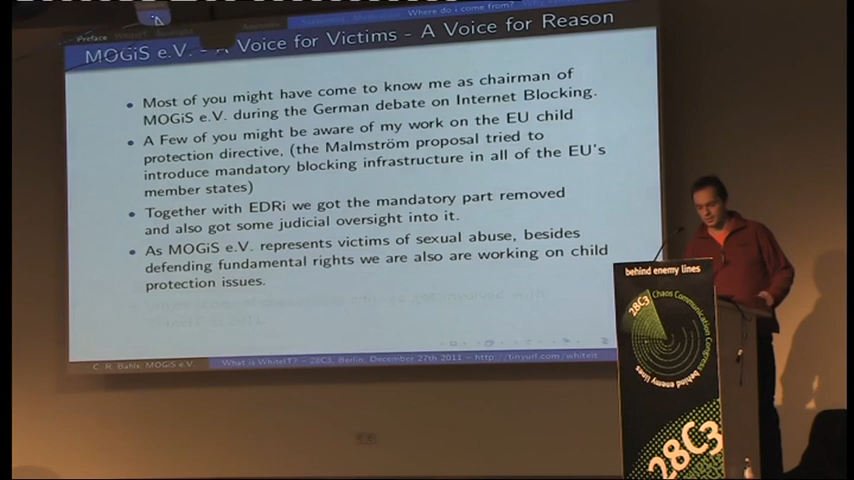 Where do i come from?
Preface
MOGiS e.V. - A Voice for Victims - A Voice for Reason
Most of you might have come to know me as chairman of
MOGiS e.V. during the German debate on Internet Blocking.
A Few of you might be aware of my work on the EU child
protection directive, (the Malmström proposal tried to
introduce mandatory blocking infrastructure in all of the EU's
member states)
Together with EDRi we got the mandatory part removed
and also got some judicial oversight into it.
As MOGiS e.V. represents victims of sexual abuse, besides
defending fundamental rights we are also are working on child
protection issues.
C. R. Bahls, MOGiS e.V.
What is WhiteIT? – 28C3, Berlin, December 27th 2011 – http://tinyurl.com/whiteit
behind enemy lines
28C3 Chaos Communication Congress behind enemy lines
28C3